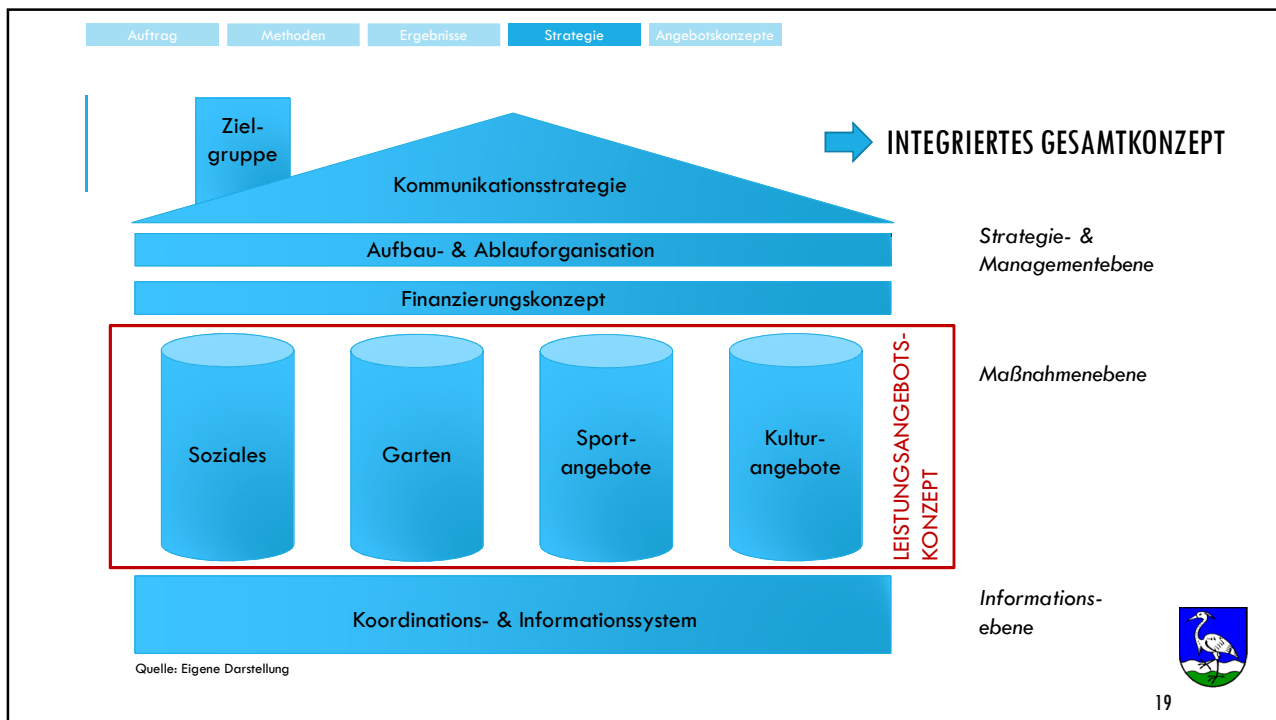 Auftrag
Methoden
Ergebnisse
Strategie
Angebotskonzepte
INTEGRIERTES GESAMTKONZEPT
Ziel-
gruppe
Kommunikationsstrategie
Aufbau- & Ablauforganisation
Finanzierungskonzept
Strategie- &
Managementebene
Soziales
Garten
Sport-
angebote
Kultur-
angebote
LEISTUNGSANGEBOTS-
KONZEPT
Maßnahmenebene
Koordinations- & Informationssystem
Informations-
ebene
Quelle: Eigene Darstellung
19